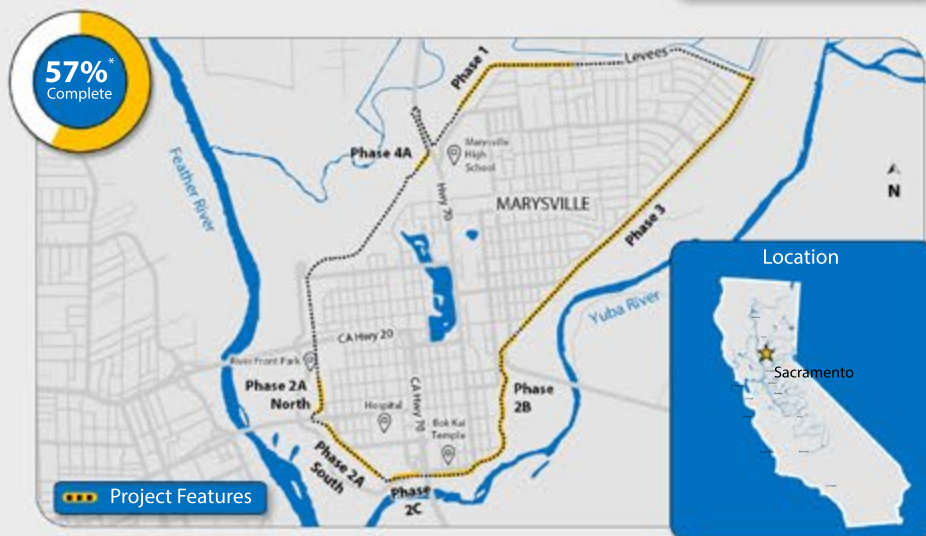 57%*
Complete
Phase 1
Levees
Phase 4A
Marysville
High
School
Feather River
Hwy 70
MARYSVILLE
N
Phase 3
Yuba River
Location
Sacramento
CA Hwy 20
River Front Park
Phase 2A
North
Hospital
CA Hwy 70
Bok Kai
Temple
Phase
2B
Phase 2A
South
Phase
2C
Project Features